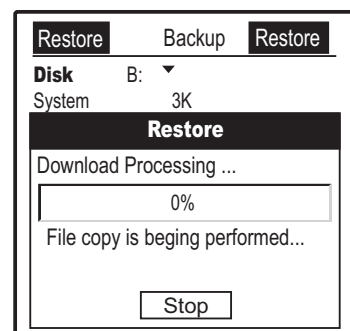 Restore Backup Restore
Disk B:
System 3K
Restore
Download Processing ...
0%
File copy is beging performed...
Stop